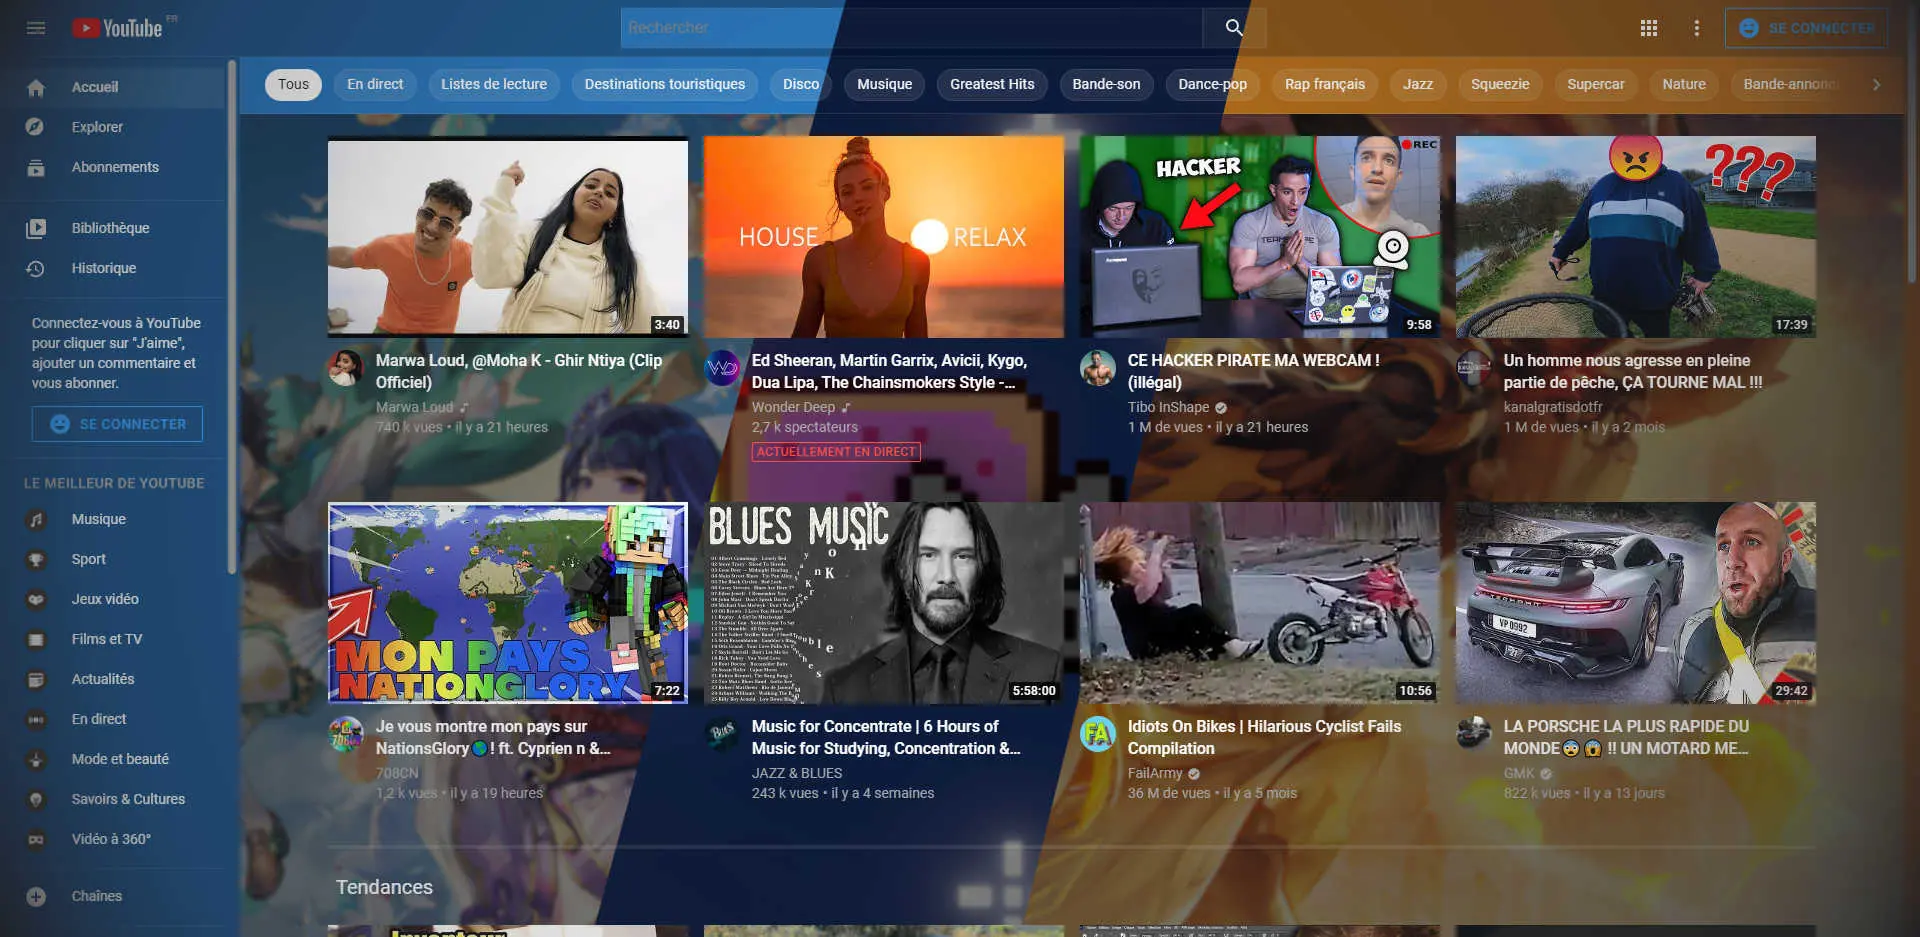 YouTube FR
Rechercher
SE CONNECTER
Tous
En direct
Listes de lecture
Destinations touristiques
Disco
Musique
Greatest Hits
Bande-son
Dance-pop
Rap français
Jazz
Squeezie
Supercar
Nature
Bande-annonc
Accueil
Explorer
Abonnements
Bibliothèque
Historique
Connectez-vous à YouTube
pour cliquer sur "J'aime",
ajouter un commentaire et
vous abonner.
SE CONNECTER
LE MEILLEUR DE YOUTUBE
Musique
Sport
Jeux vidéo
Films et TV
Actualités
En direct
Mode et beauté
Savoirs & Cultures
Vidéo à 360°
Chaînes
3:40
Marwa Loud, @Moha K - Ghir Ntiya (Clip
Officiel)
Marwa Loud
740 k vues • il y a 21 heures
HOUSE RELAX
Ed Sheeran, Martin Garrix, Avicii, Kygo,
Dua Lipa, The Chainsmokers Style -...
Wonder Deep
2,7 k spectateurs
ACTUELLEMENT EN DIRECT
HACKER
REC
9:58
CE HACKER PIRATE MA WEBCAM !
(illégal)
Tibo InShape
1 M de vues • il y a 21 heures
???
17:39
Un homme nous agresse en pleine
partie de pêche, ÇA TOURNE MAL !!!
kanalgratisdotfr
1 M de vues • il y a 2 mois
MON PAYS
NATIONGLORY
7:22
Je vous montre mon pays sur
NationsGlory🌎! ft. Cyprien n &...
708CN
1,2 k vues • il y a 19 heures
BLUES MUSIC
5:58:00
Music for Concentrate | 6 Hours of
Music for Studying, Concentration &...
JAZZ & BLUES
243 k vues • il y a 4 semaines
10:56
Idiots On Bikes | Hilarious Cyclist Fails
Compilation
FailArmy
36 M de vues • il y a 5 mois
VP 0992
29:42
LA PORSCHE LA PLUS RAPIDE DU
MONDE😨😱 !! UN MOTARD ME...
GMK
822 k vues • il y a 13 jours
Tendances